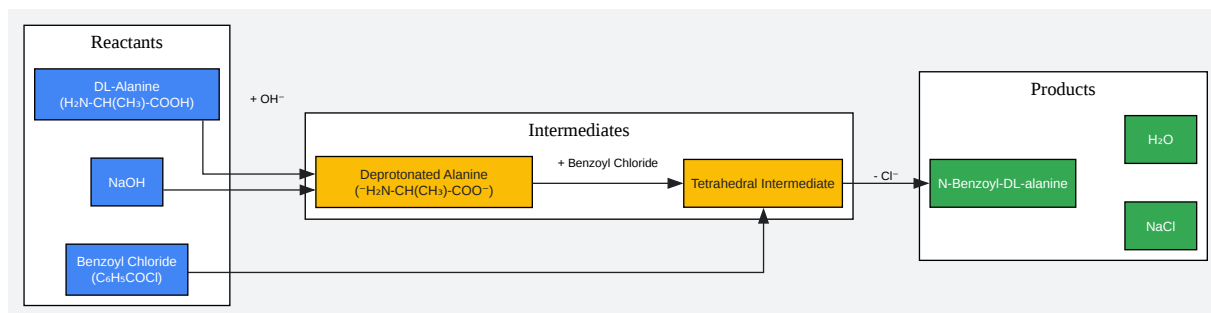 Reactants
DL-Alanine
(H₂N-CH(CH₃)-COOH)
+ OH⁻
NaOH
Benzoyl Chloride
(C₆H₅COCl)
Intermediates
Deprotonated Alanine
(⁻H₂N-CH(CH₃)-COO⁻)
+ Benzoyl Chloride
Tetrahedral Intermediate
- Cl⁻
Products
H₂O
N-Benzoyl-DL-alanine
NaCl